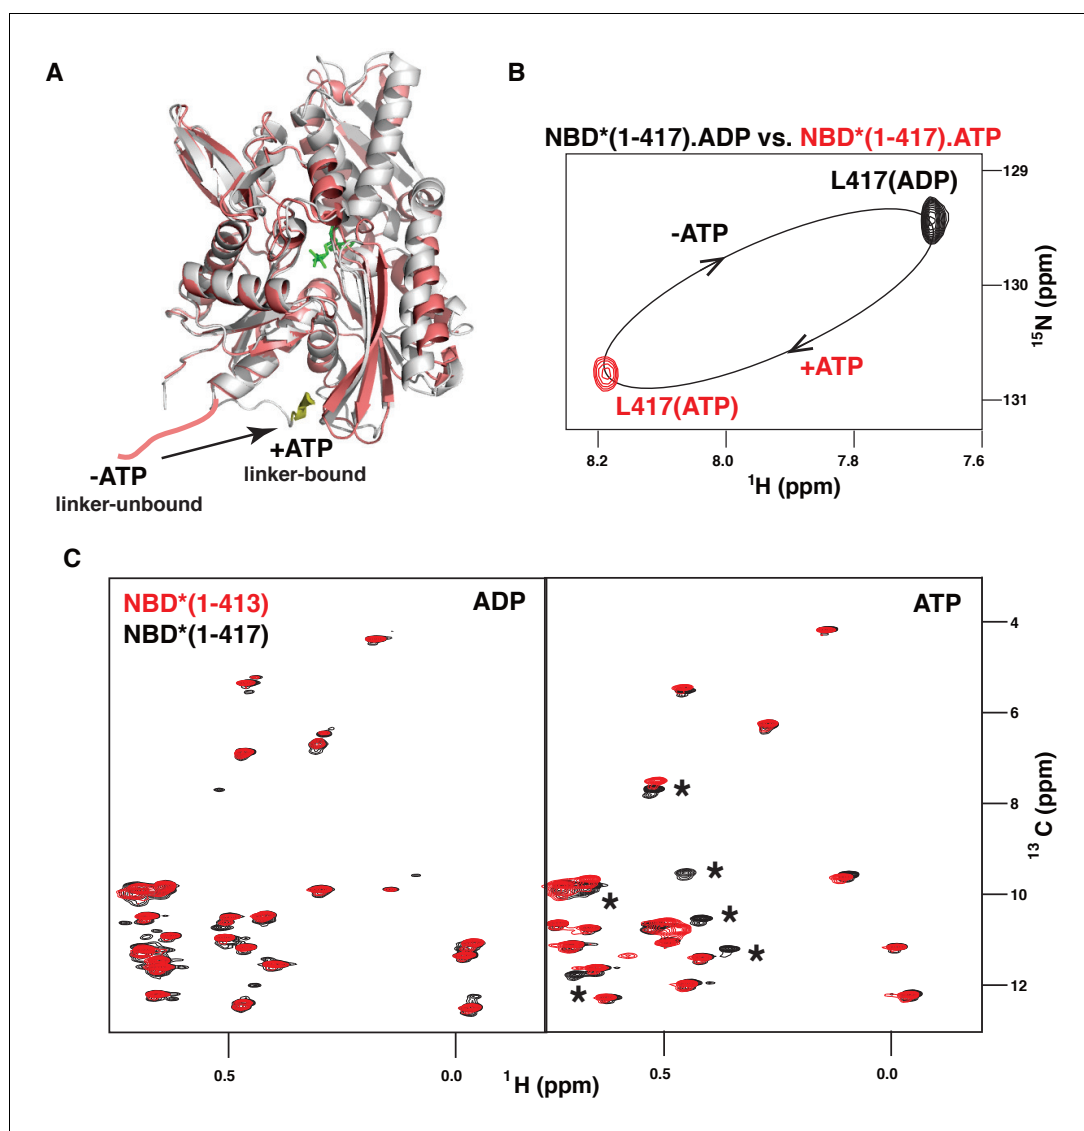 A
-ATP
linker-unbound
+ATP
linker-bound
B
NBD*(1-417).ADP vs. NBD*(1-417).ATP
L417(ADP)
-ATP
+ATP
L417(ATP)
129
130
131
15N (ppm)
8.2 8.0 7.8 7.6
1H (ppm)
C
NBD*(1-413)
NBD*(1-417)
ADP
ATP
*
*
*
*
*
*
4
6
8
10
12
13C (ppm)
0.5 0.0 0.5 0.0
1H (ppm)